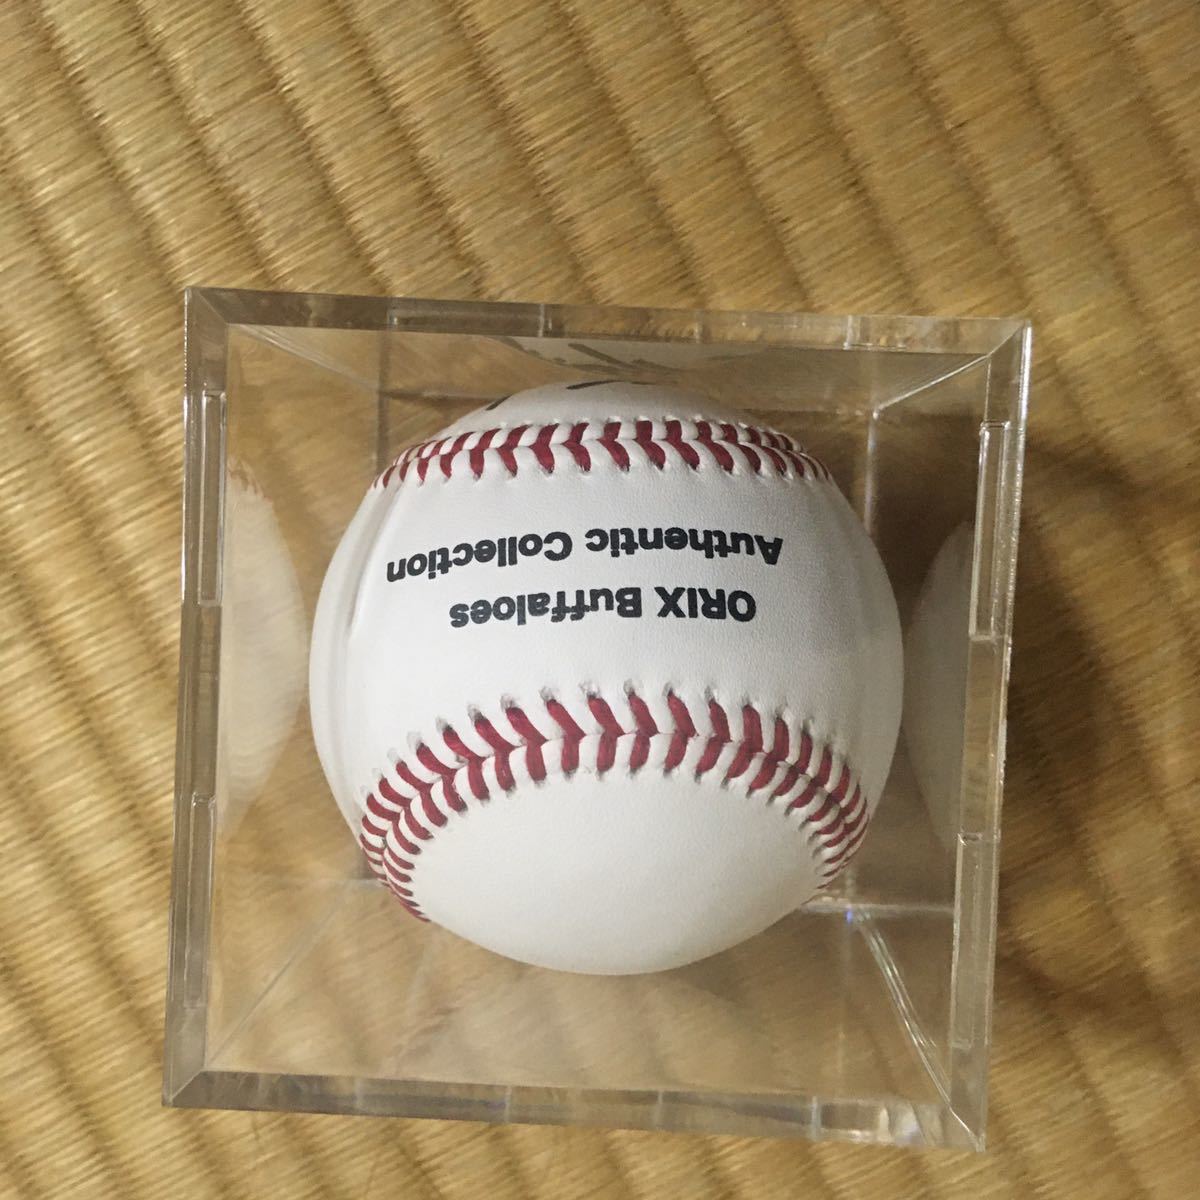 ORIX Buffaloes
Authentic Collection